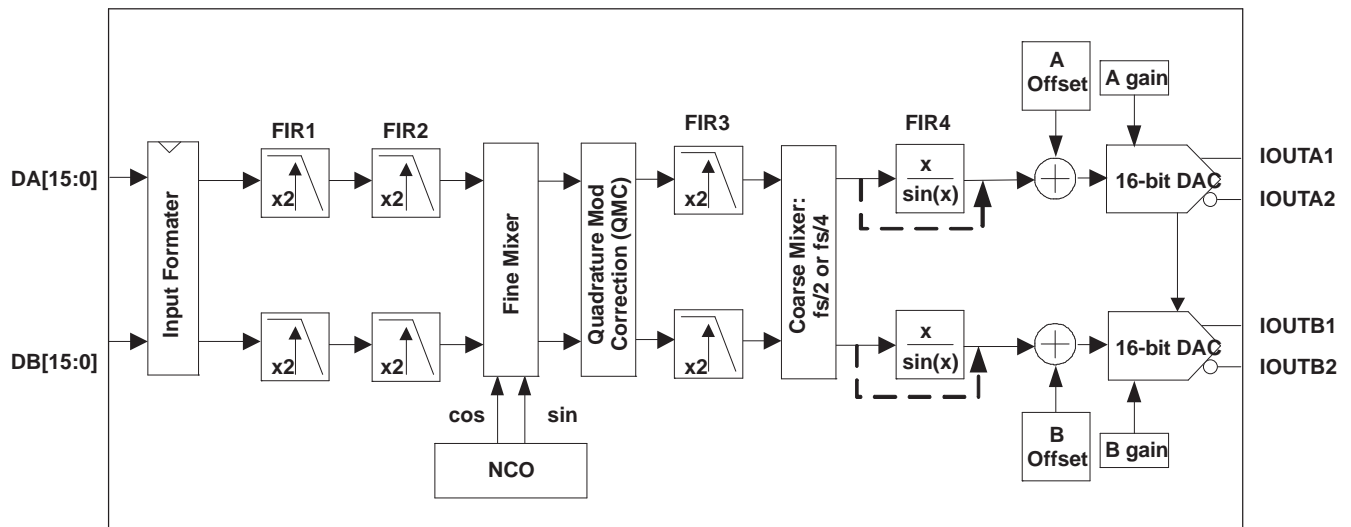 A
Offset
A gain
FIR1
FIR2
FIR3
FIR4
DA[15:0]
x2
x2
x2
x
sin(x)
16-bit DAC
IOUTA1
IOUTA2
Input Formater
Fine Mixer
Quadrature Mod
Correction (QMC)
Coarse Mixer:
fs/2 or fs/4
DB[15:0]
x2
x2
x2
x
sin(x)
16-bit DAC
IOUTB1
IOUTB2
cos
sin
NCO
B
Offset
B gain